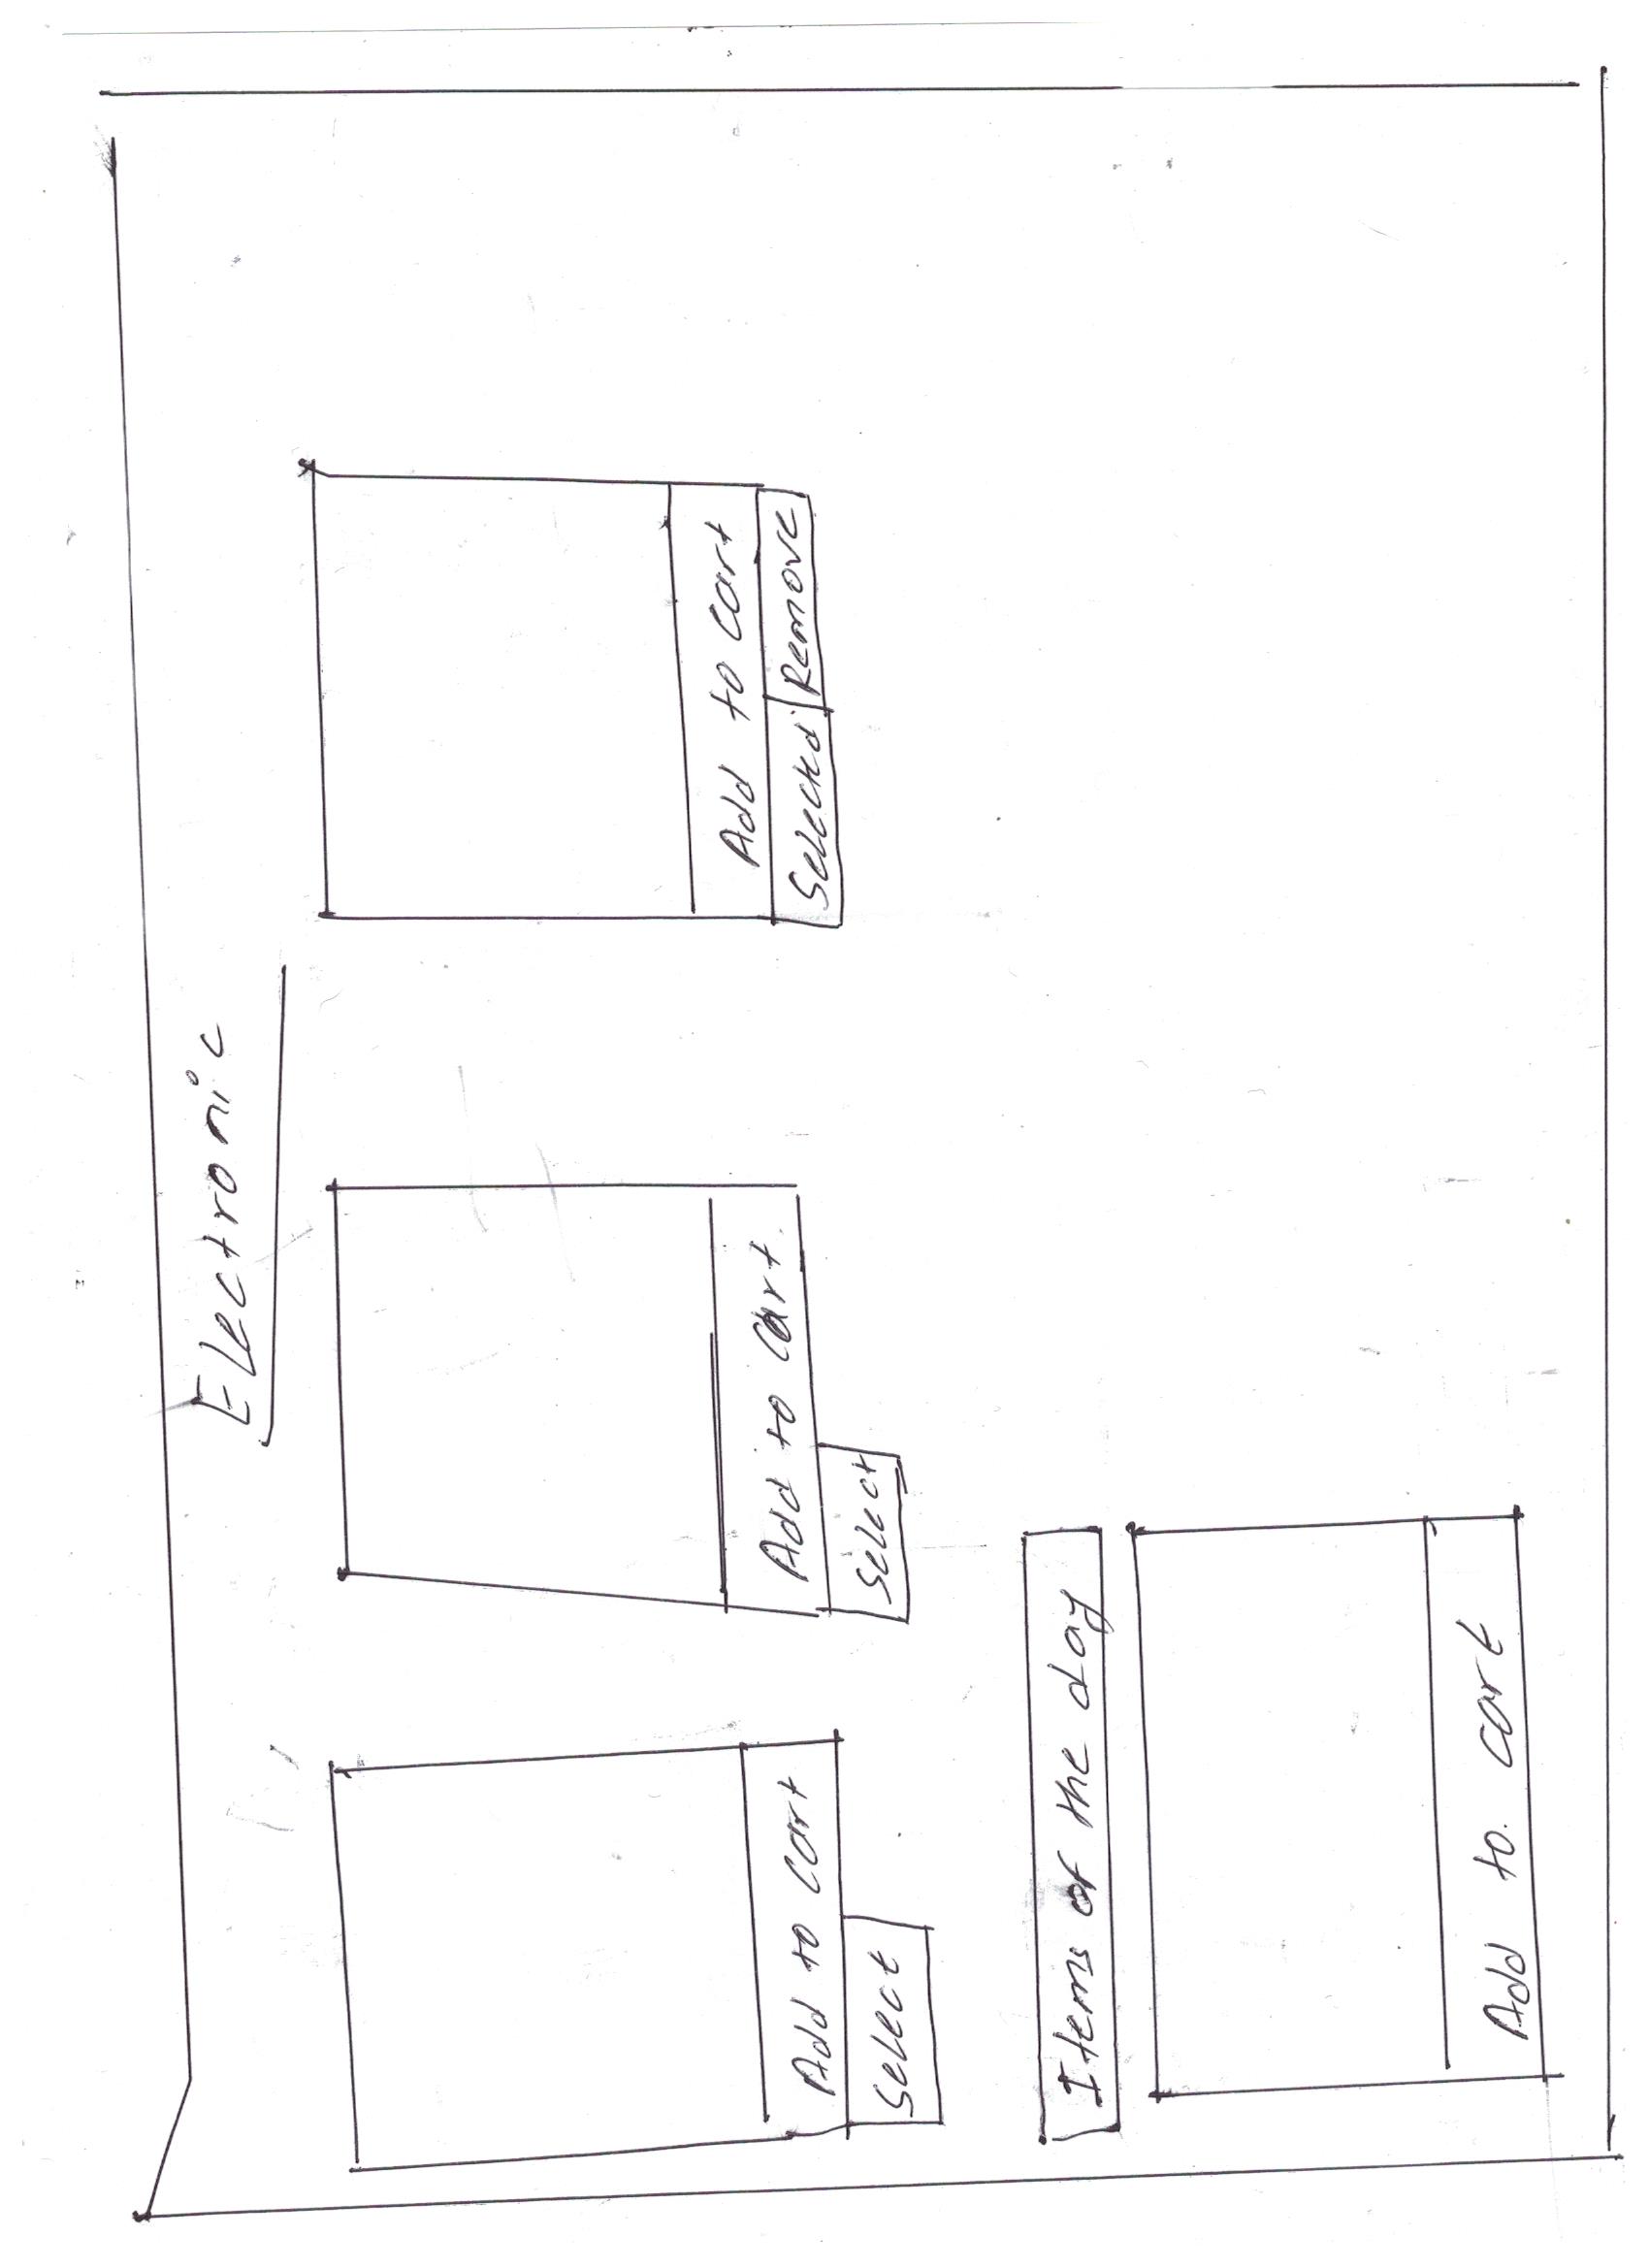 Electronic
Add to cart
Select
Add to cart
Select
Add to cart
Selected
Remove
Items of the day
Add to cart